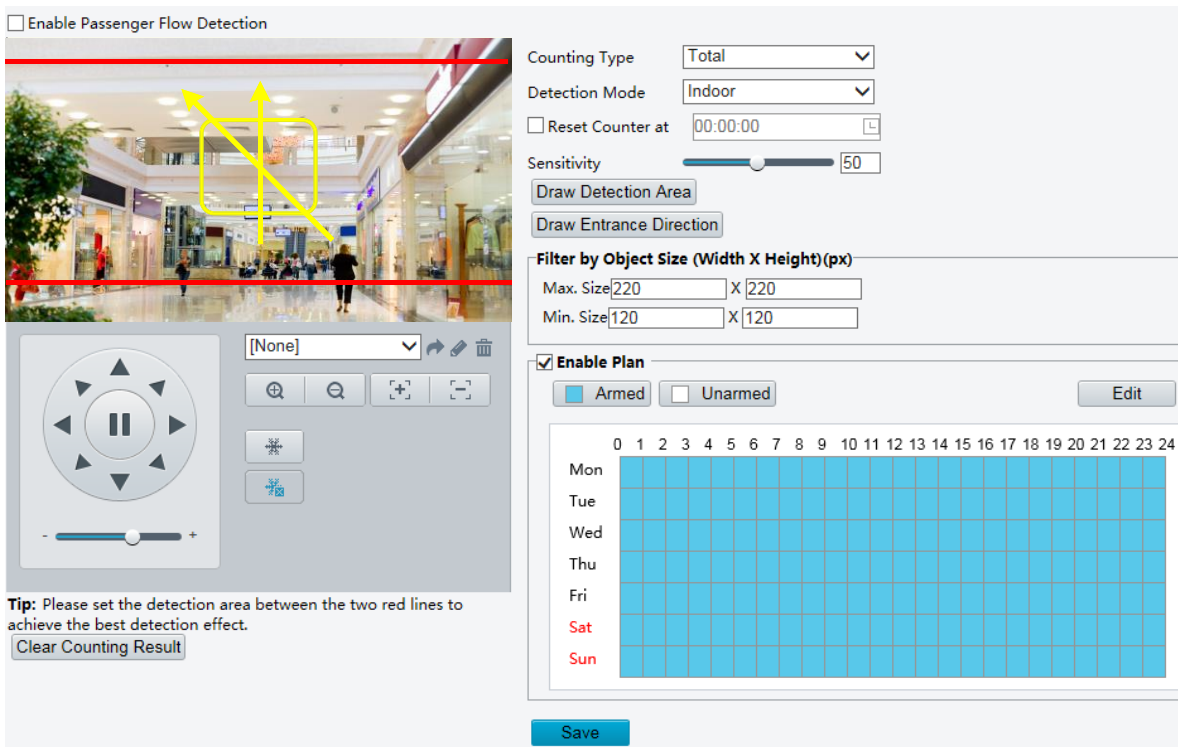 Enable Passenger Flow Detection
Counting Type Total
Detection Mode Indoor
Reset Counter at 00:00:00
Sensitivity 50
Draw Detection Area
Draw Entrance Direction
Filter by Object Size (Width X Height)(px)
Max. Size 220 X 220
Min. Size 120 X 120
[None]
- +
Tip: Please set the detection area between the two red lines to
achieve the best detection effect.
Clear Counting Result
Enable Plan
Armed Unarmed Edit
0 1 2 3 4 5 6 7 8 9 10 11 12 13 14 15 16 17 18 19 20 21 22 23 24
Mon
Tue
Wed
Thu
Fri
Sat
Sun
Save